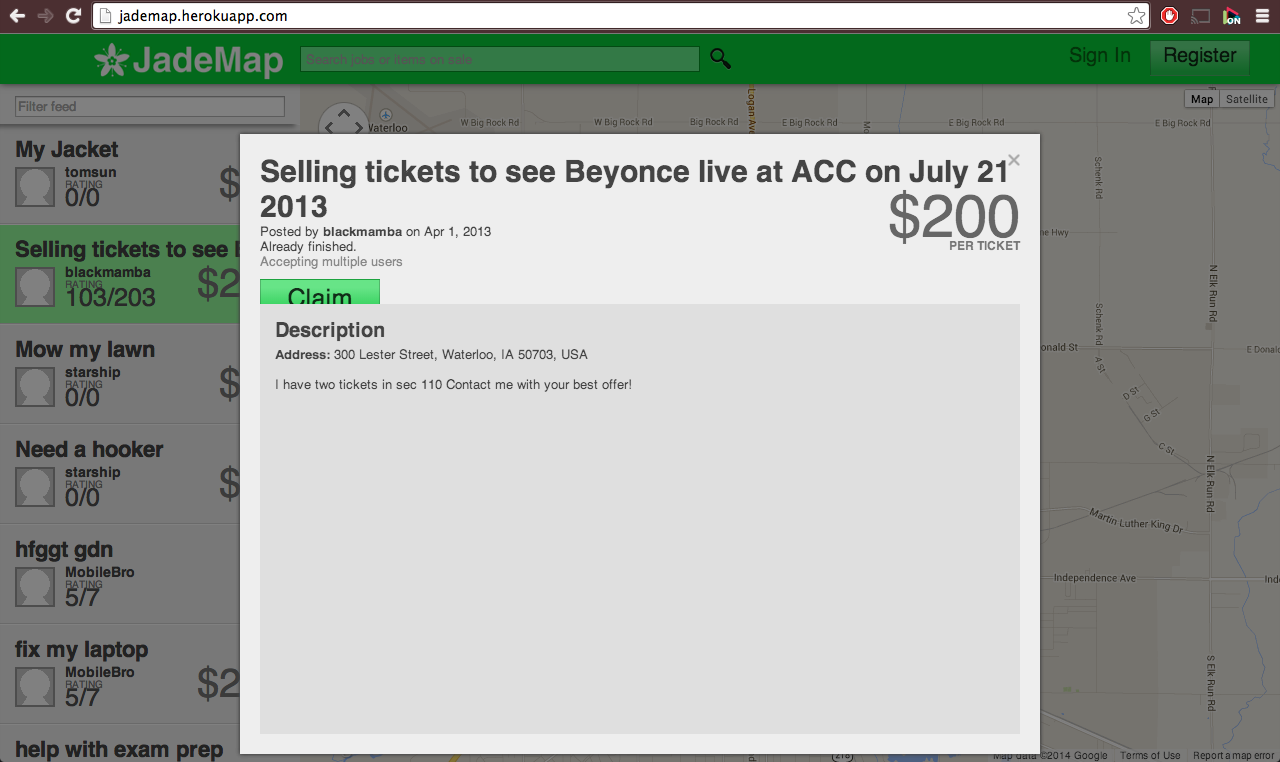 jademap.herokuapp.com
ON
JadeMap
Search jobs or items on sale
Sign In
Register
Filter feed
Map
Satellite
My Jacket
tomsun
RATING
0/0
$
Selling tickets to see B
blackmamba
RATING
103/203
$2
Mow my lawn
starship
RATING
0/0
$
Need a hooker
starship
RATING
0/0
$
hfggt gdn
MobileBro
RATING
5/7
fix my laptop
MobileBro
RATING
5/7
$2
help with exam prep
Waterloo
W Big Rock Rd
W Big Rock Rd
Big Rock Rd
Logan Ave
E Big Rock Rd
E Big Rock Rd
E Big Rock Rd
Selling tickets to see Beyonce live at ACC on July 21
2013
×
$200
PER TICKET
Posted by blackmamba on Apr 1, 2013
Already finished.
Accepting multiple users
Claim
Description
Address: 300 Lester Street, Waterloo, IA 50703, USA
I have two tickets in sec 110 Contact me with your best offer!
Schenk Rd
ne Hwy
N Elk Run Rd
Schenk Rd
onald St
E Donal
A St
D St
G St
C St
N Elk Run Rd
Martin Luther King Dr
Independence Ave
Inde
S Elk Run Rd
218
Map data ©2014 Google
Terms of Use
Report a map error